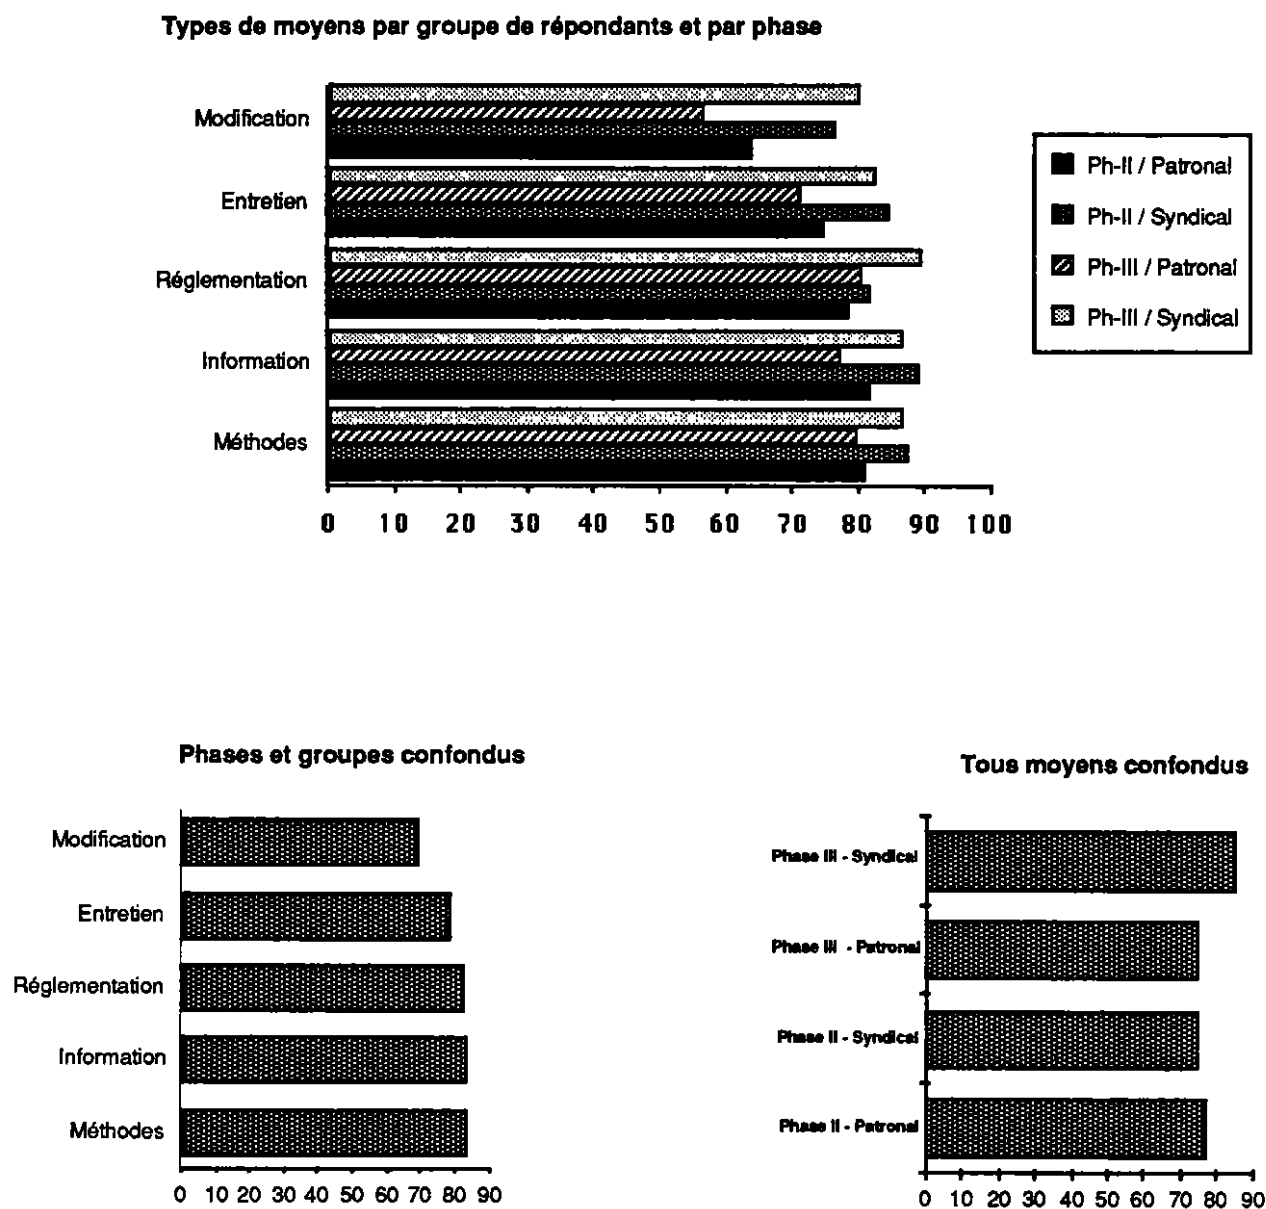 Types de moyens par groupe de répondants et par phase
Modification
Entretien
Réglementation
Information
Méthodes
0 10 20 30 40 50 60 70 80 90 100
Ph-II / Patronal
Ph-II / Syndical
Ph-III / Patronal
Ph-III / Syndical
Phases et groupes confondus
Modification
Entretien
Réglementation
Information
Méthodes
0 10 20 30 40 50 60 70 80 90
Tous moyens confondus
Phase III - Syndical
Phase III - Patronal
Phase II - Syndical
Phase II - Patronal
0 10 20 30 40 50 60 70 80 90